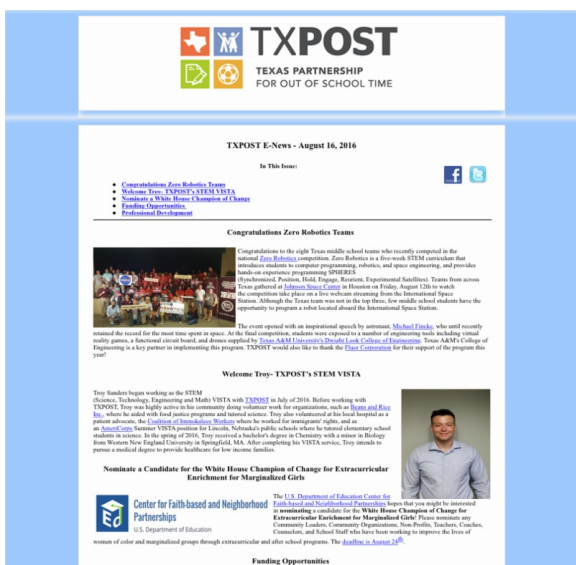 TXPOST
TEXAS PARTNERSHIP
FOR OUT OF SCHOOL TIME
TXPOST E-News - August 16, 2016
In This Issue:
Congratulations Zero Robotics Teams
Welcome Troy- TXPOST's STEM VISTA
Nominate a White House Champion of Change
Funding Opportunities
Professional Development
Congratulations Zero Robotics Teams
Congratulations to the eight Texas middle school teams who recently competed in the
national Zero Robotics competition. Zero Robotics is a five-week STEM curriculum that
introduces students to computer programming, robotics, and space engineering, and provides
hands-on experience programming SPHERES
(Synchronized, Position, Hold, Engage, Reorient, Experimental Satellites). Teams from across
Texas gathered at Johnson Space Center in Houston on Friday, August 12th to watch
the competition take place on a live webcam streaming from the International Space
Station. Although the Texas team was not in the top three, few middle school students have the
opportunity to program a robot located aboard the International Space Station.
The event opened with an inspirational speech by astronaut, Michael Fincke, who until recently
retained the record for the most time spent in space. At the final competition, students were exposed to a number of engineering tools including virtual
reality games, a functional circuit board, and drones supplied by Texas A&M University's Dwight Look College of Engineering. Texas A&M's College of
Engineering is a key partner in implementing this program. TXPOST would also like to thank the Fluor Corporation for their support of the program this
year!
Welcome Troy- TXPOST's STEM VISTA
Troy Sanders began working as the STEM
(Science, Technology, Engineering and Math) VISTA with TXPOST in July of 2016. Before working with
TXPOST, Troy was highly active in his community doing volunteer work for organizations, such as Beans and Rice
Inc., where he aided with food justice programs and tutored science. Troy also volunteered at his local hospital as a
patient advocate, the Coalition of Immokalee Workers where he worked for immigrants' rights, and as
an AmeriCorps Summer VISTA position for Lincoln, Nebraska's public schools where he tutored elementary school
students in science. In the spring of 2016, Troy received a bachelor's degree in Chemistry with a minor in Biology
from Western New England University in Springfield, MA. After completing his VISTA service, Troy intends to
pursue a medical degree to provide healthcare for low income families.
Nominate a Candidate for the White House Champion of Change for Extracurricular
Enrichment for Marginalized Girls
Center for Faith-based and Neighborhood
Partnerships
U.S. Department of Education
The U.S. Department of Education Center for
Faith-based and Neighborhood Partnerships hopes that you might be interested
in nominating a candidate for the White House Champion of Change for
Extracurricular Enrichment for Marginalized Girls! Please nominate any
Community Leaders, Community Organizations, Non-Profits, Teachers, Coaches,
Counselors, and School Staff who have been working to improve the lives of
women of color and marginalized groups through extracurricular and after school programs. The deadline is August 24th.
Funding Opportunities